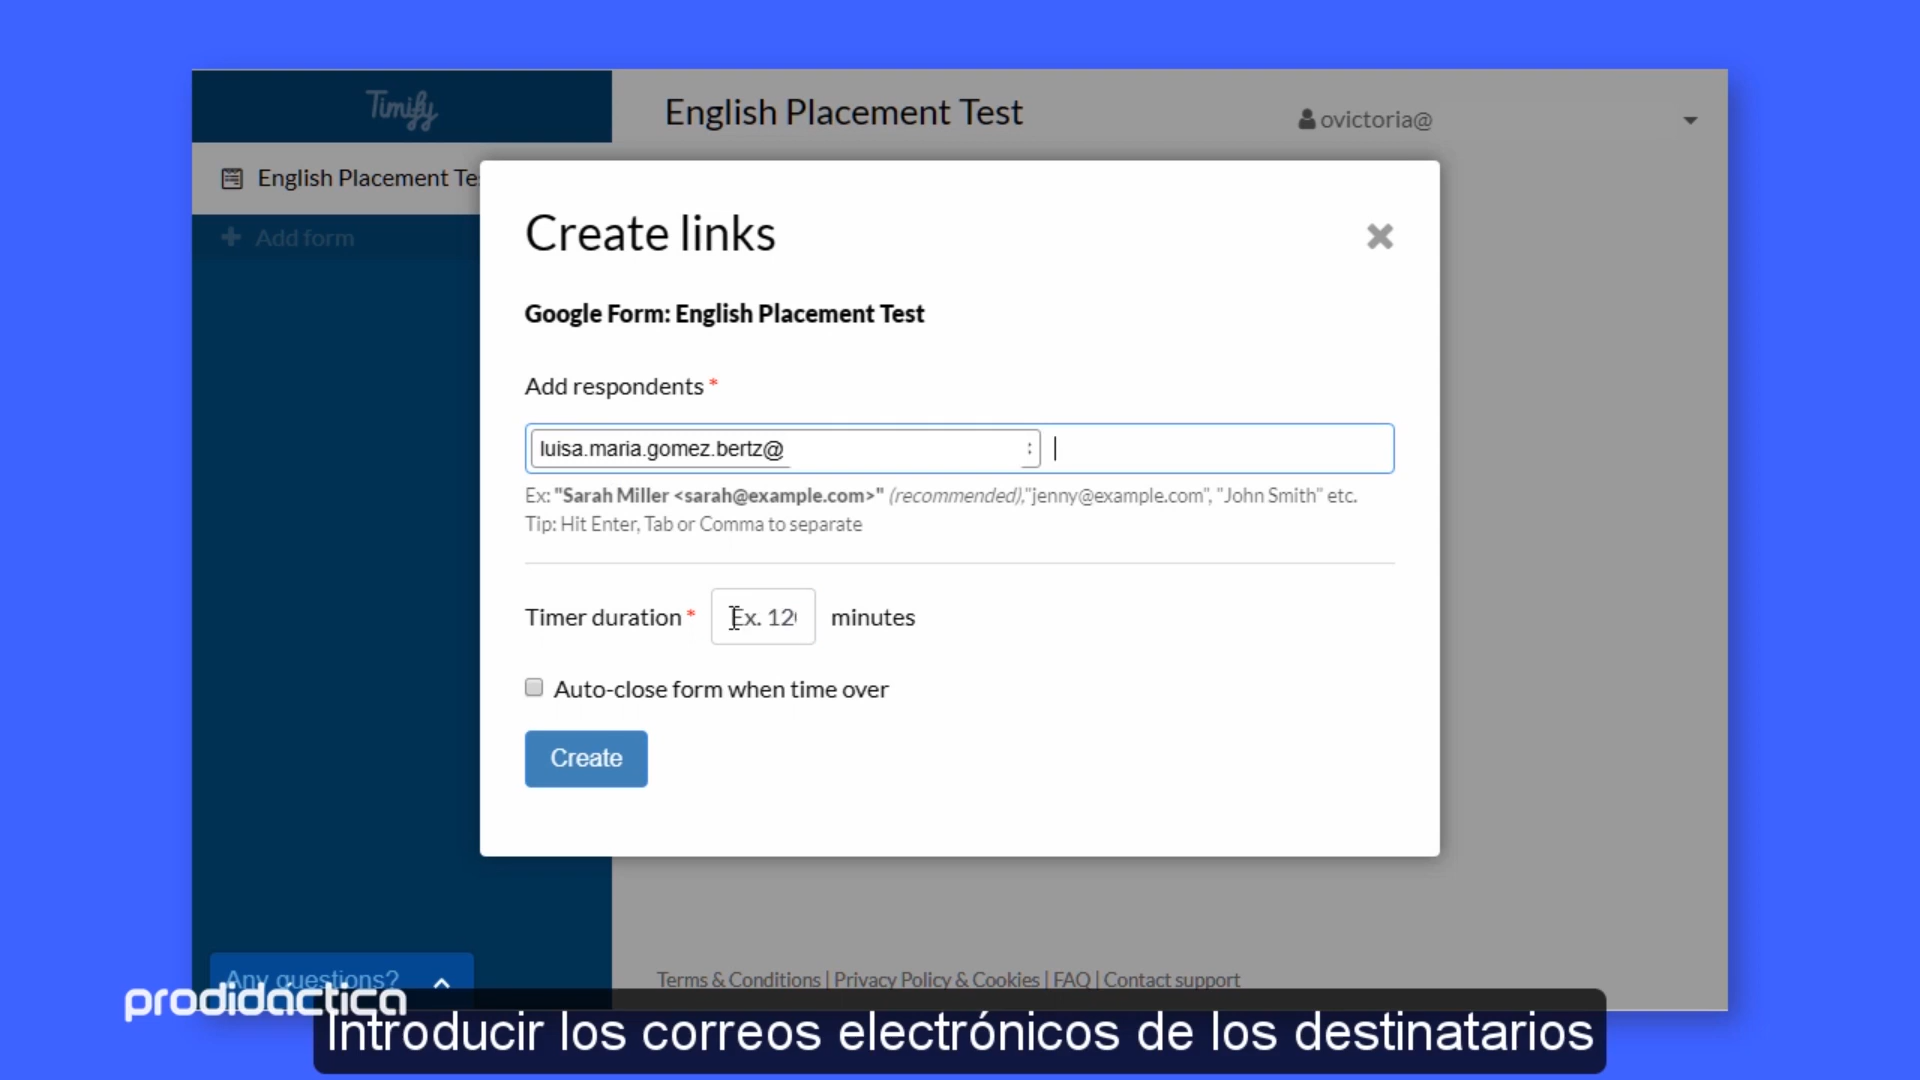 Timify
English Placement Test
ovictoria@
English Placement Te
Add form
Create links
Google Form: English Placement Test
Add respondents *
luisa.maria.gomez.bertz@
Ex: "Sarah Miller <sarah@example.com>" (recommended),"jenny@example.com", "John Smith" etc.
Tip: Hit Enter, Tab or Comma to separate
Timer duration * Ex. 120 minutes
Auto-close form when time over
Create
Any questions?
Terms & Conditions | Privacy Policy & Cookies | FAQ | Contact support
prodidáctica
Introducir los correos electrónicos de los destinatarios